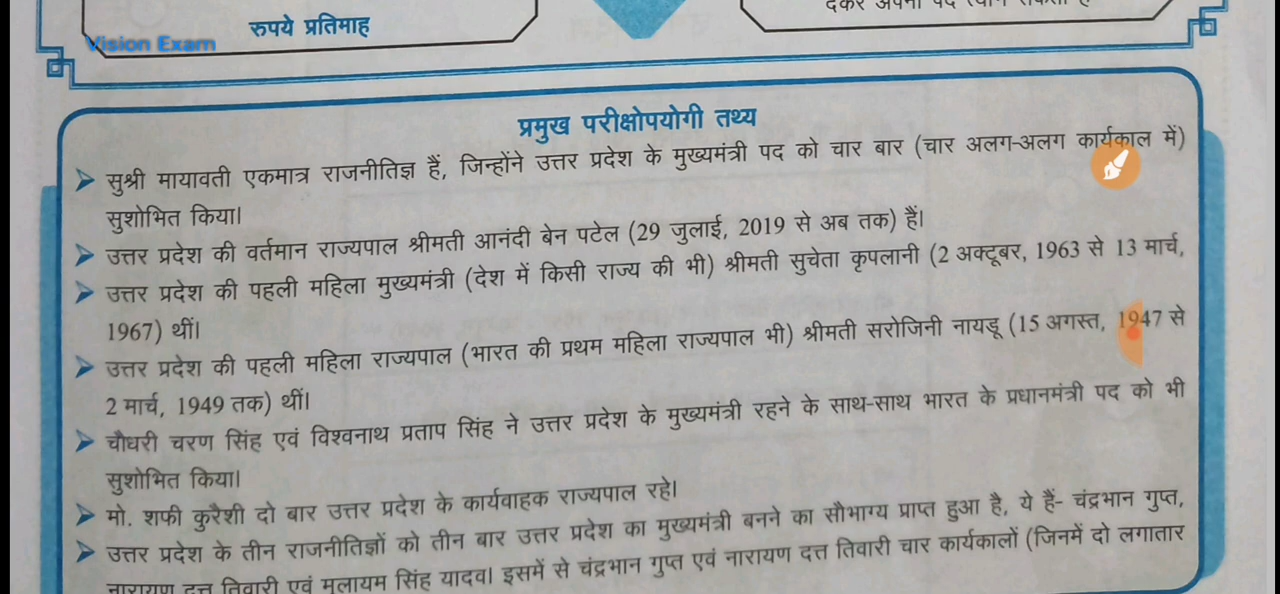 रुपये प्रतिमाह
Vision Exam
प्रमुख परीक्षोपयोगी तथ्य
सुश्री मायावती एकमात्र राजनीतिज्ञ हैं, जिन्होंने उत्तर प्रदेश के मुख्यमंत्री पद को चार बार (चार अलग-अलग कार्यकाल में)
सुशोभित किया।
उत्तर प्रदेश की वर्तमान राज्यपाल श्रीमती आनंदी बेन पटेल (29 जुलाई, 2019 से अब तक) हैं।
उत्तर प्रदेश की पहली महिला मुख्यमंत्री (देश में किसी राज्य की भी) श्रीमती सुचेता कृपलानी (2 अक्टूबर, 1963 से 13 मार्च,
1967) थीं।
उत्तर प्रदेश की पहली महिला राज्यपाल (भारत की प्रथम महिला राज्यपाल भी) श्रीमती सरोजिनी नायडू (15 अगस्त, 1947 से
2 मार्च, 1949 तक) थीं।
चौधरी चरण सिंह एवं विश्वनाथ प्रताप सिंह ने उत्तर प्रदेश के मुख्यमंत्री रहने के साथ-साथ भारत के प्रधानमंत्री पद को भी
सुशोभित किया।
मो. शफी कुरैशी दो बार उत्तर प्रदेश के कार्यवाहक राज्यपाल रहे।
उत्तर प्रदेश के तीन राजनीतिज्ञों को तीन बार उत्तर प्रदेश का मुख्यमंत्री बनने का सौभाग्य प्राप्त हुआ है, ये हैं- चंद्रभान गुप्त,
नारायण दत्त तिवारी एवं मुलायम सिंह यादव। इसमें से चंद्रभान गुप्त एवं नारायण दत्त तिवारी चार कार्यकालों (जिनमें दो लगातार